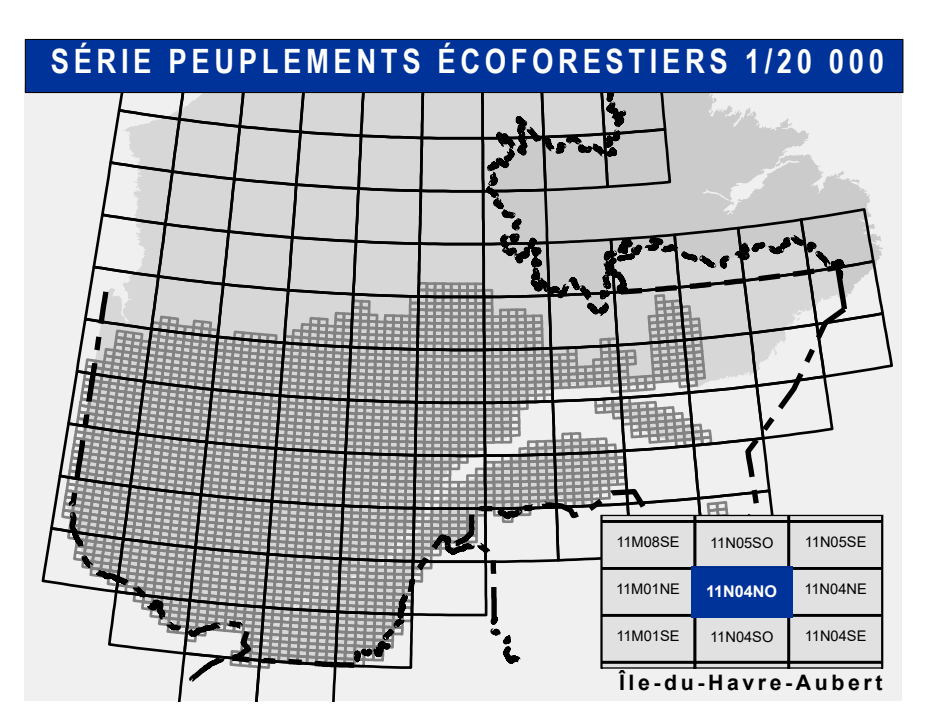 SÉRIE PEUPLEMENTS ÉCOFORESTIERS 1/20 000
11M08SE 11N05SO 11N05SE
11M01NE 11N04NO 11N04NE
11M01SE 11N04SO 11N04SE
Île-du-Havre-Aubert